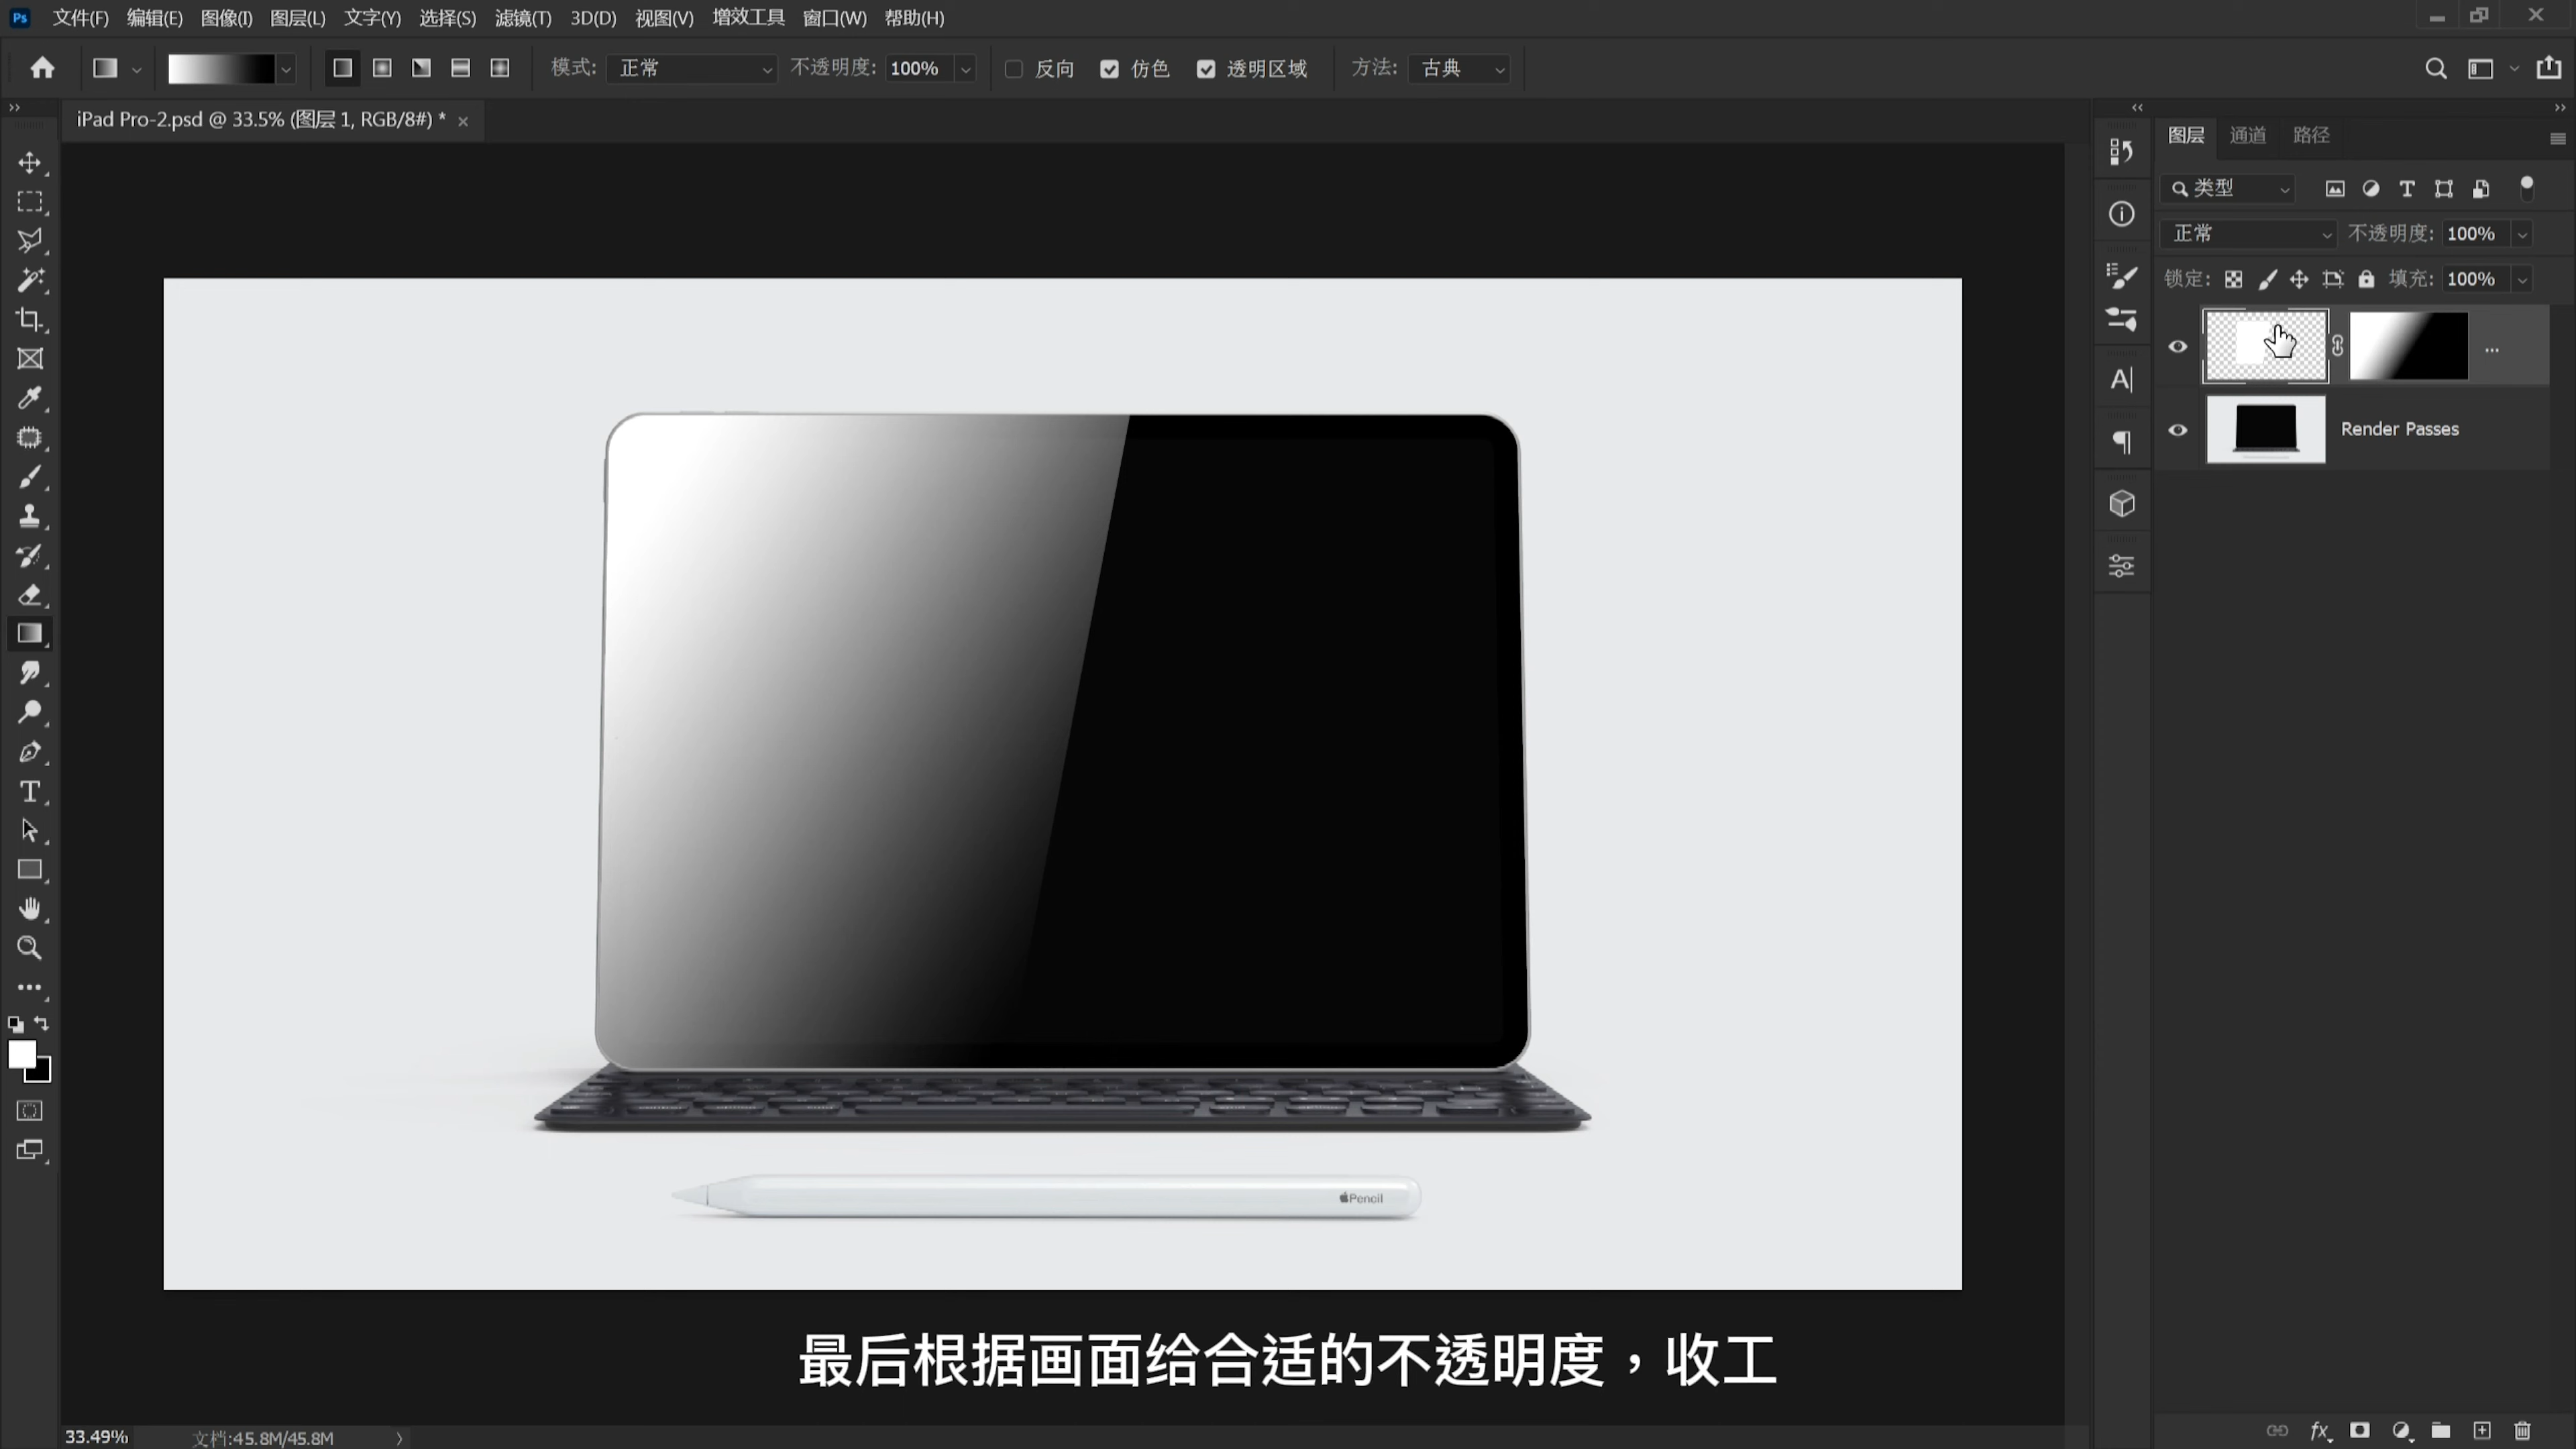 Ps 文件(F) 编辑(E) 图像(I) 图层(L) 文字(Y) 选择(S) 滤镜(T) 3D(D) 视图(V) 增效工具 窗口(W) 帮助(H)
模式: 正常 不透明度: 100% 反向 仿色 透明区域 方法: 古典
iPad Pro-2.psd @ 33.5% (图层 1, RGB/8#) *
图层 通道 路径
类型
正常 不透明度: 100%
锁定: 填充: 100%
...
Render Passes
Pencil
最后根据画面给合适的不透明度，收工
33.49% 文档:45.8M/45.8M
fx